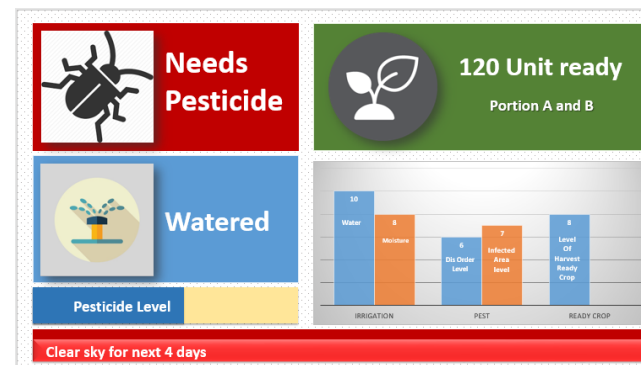 Needs
Pesticide
120 Unit ready
Portion A and B
Watered
Pesticide Level
10
Water
8
Moisture
6
Dis Order
Level
7
Infected
Area
level
8
Level
Of
Harvest
Ready
Crop
IRRIGATION
PEST
READY CROP
Clear sky for next 4 days